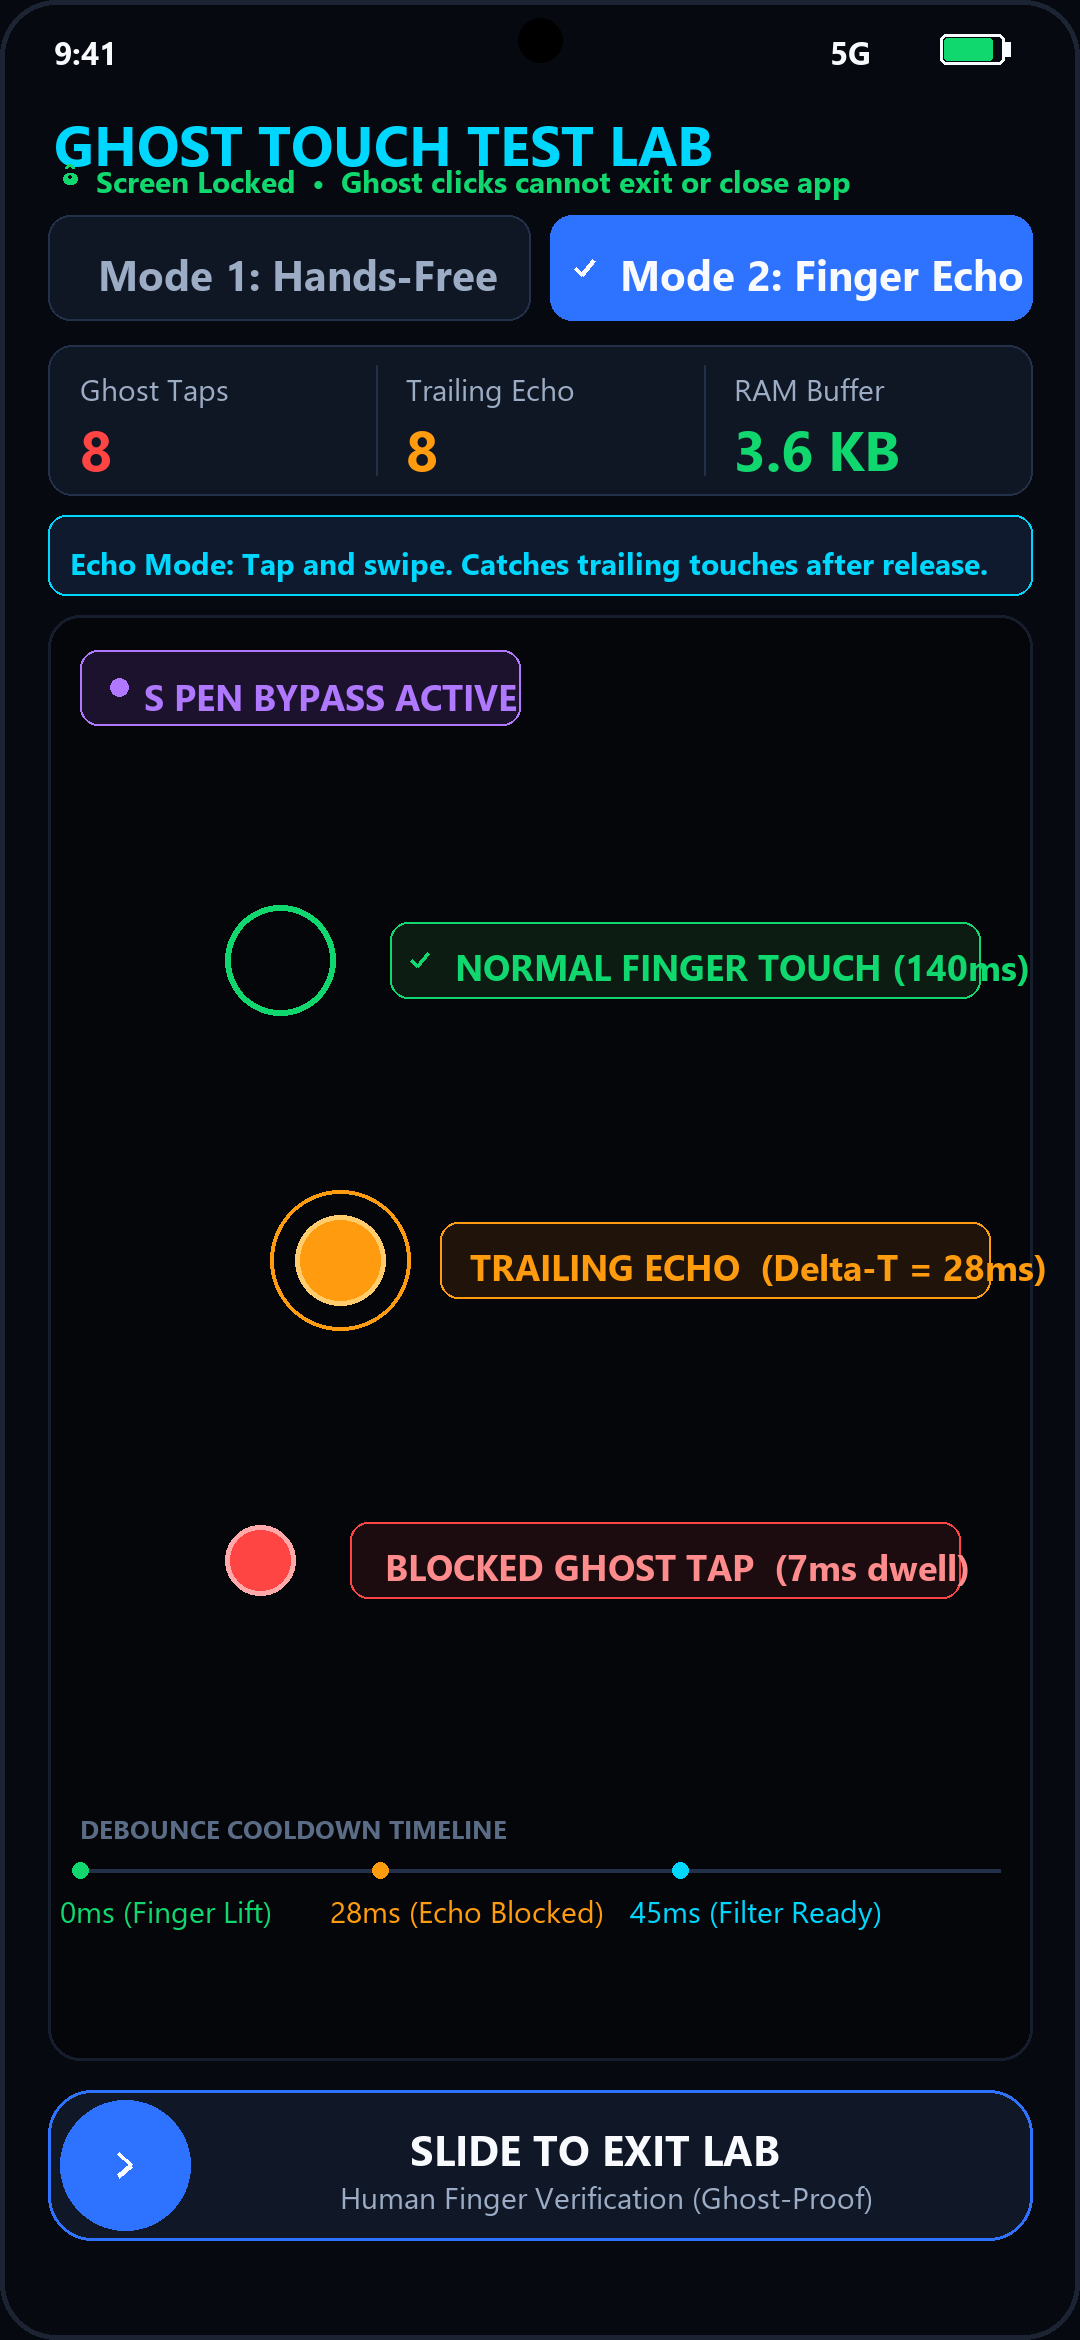 9:41
5G
GHOST TOUCH TEST LAB
Screen Locked • Ghost clicks cannot exit or close app
Mode 1: Hands-Free
Mode 2: Finger Echo
Ghost Taps
8
Trailing Echo
8
RAM Buffer
3.6 KB
Echo Mode: Tap and swipe. Catches trailing touches after release.
S PEN BYPASS ACTIVE
NORMAL FINGER TOUCH (140ms)
TRAILING ECHO (Delta-T = 28ms)
BLOCKED GHOST TAP (7ms dwell)
DEBOUNCE COOLDOWN TIMELINE
0ms (Finger Lift)
28ms (Echo Blocked)
45ms (Filter Ready)
SLIDE TO EXIT LAB
Human Finger Verification (Ghost-Proof)